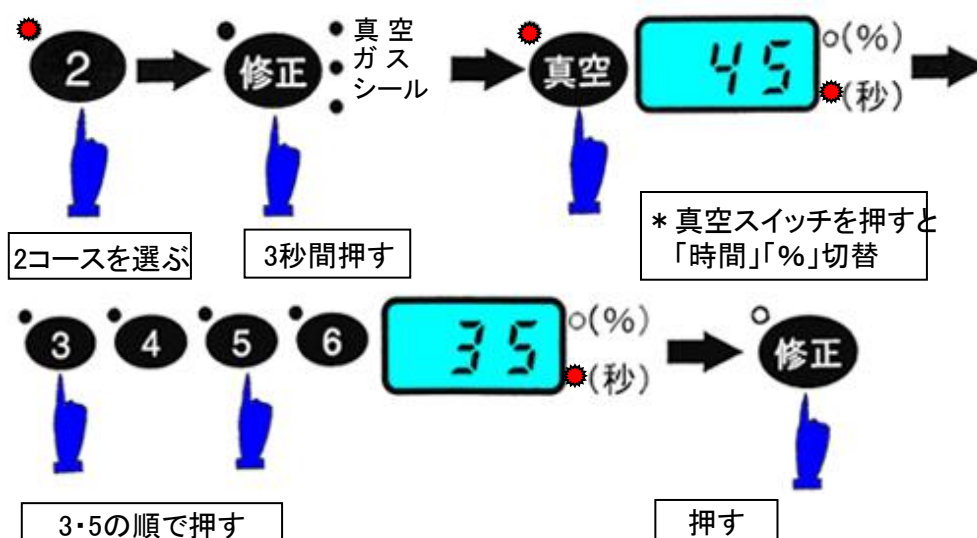 2
修正
真空
ガス
シール
真空
45
(%)
(秒)
2コースを選ぶ
3秒間押す
*真空スイッチを押すと
「時間」「%」切替
3
4
5
6
35
(%)
(秒)
修正
3・5の順で押す
押す